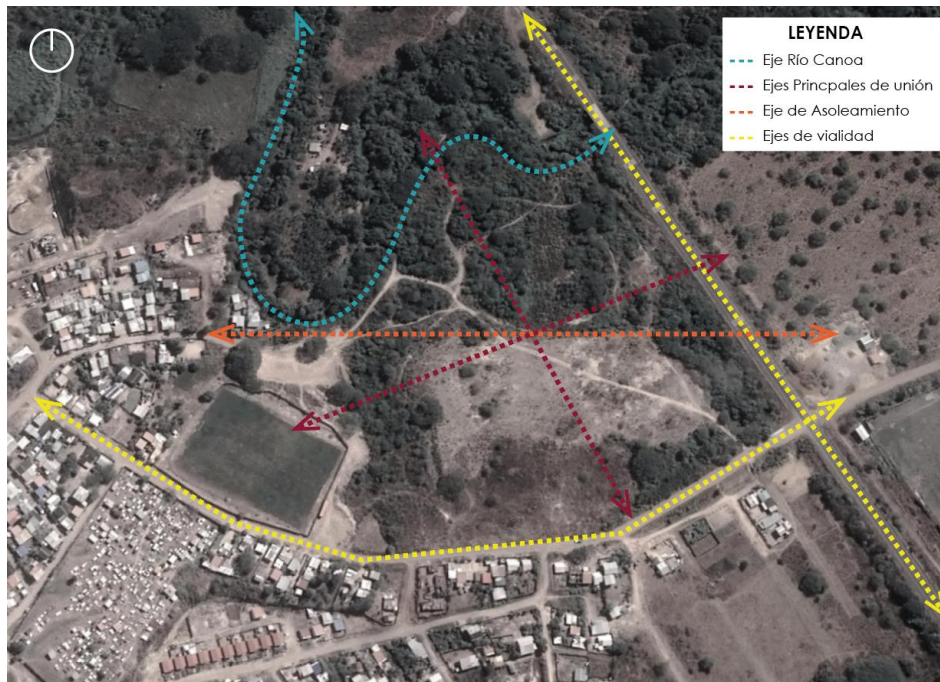 LEYENDA
Eje Río Canoa
Ejes Princpales de unión
Eje de Asoleamiento
Ejes de vialidad